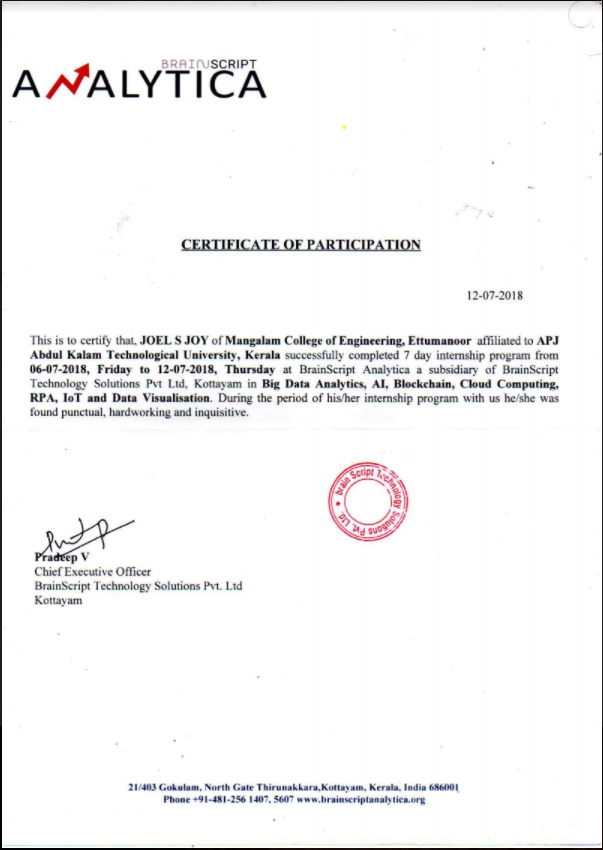 BRAINSCRIPT
ANALYTICA
CERTIFICATE OF PARTICIPATION
12-07-2018
This is to certify that, JOEL S JOY of Mangalam College of Engineering, Ettumanoor affiliated to APJ
Abdul Kalam Technological University, Kerala successfully completed 7 day internship program from
06-07-2018, Friday to 12-07-2018, Thursday at BrainScript Analytica a subsidiary of BrainScript
Technology Solutions Pvt Ltd, Kottayam in Big Data Analytics, AI, Blockchain, Cloud Computing,
RPA, IoT and Data Visualisation. During the period of his/her internship program with us he/she was
found punctual, hardworking and inquisitive.
brain Script Technology Solutions Pvt. Ltd. *
Pradeep V
Chief Executive Officer
BrainScript Technology Solutions Pvt. Ltd
Kottayam
21/403 Gokulam, North Gate Thirunakkara,Kottayam, Kerala, India 686001
Phone +91-481-256 1407, 5607 www.brainscriptanalytica.org